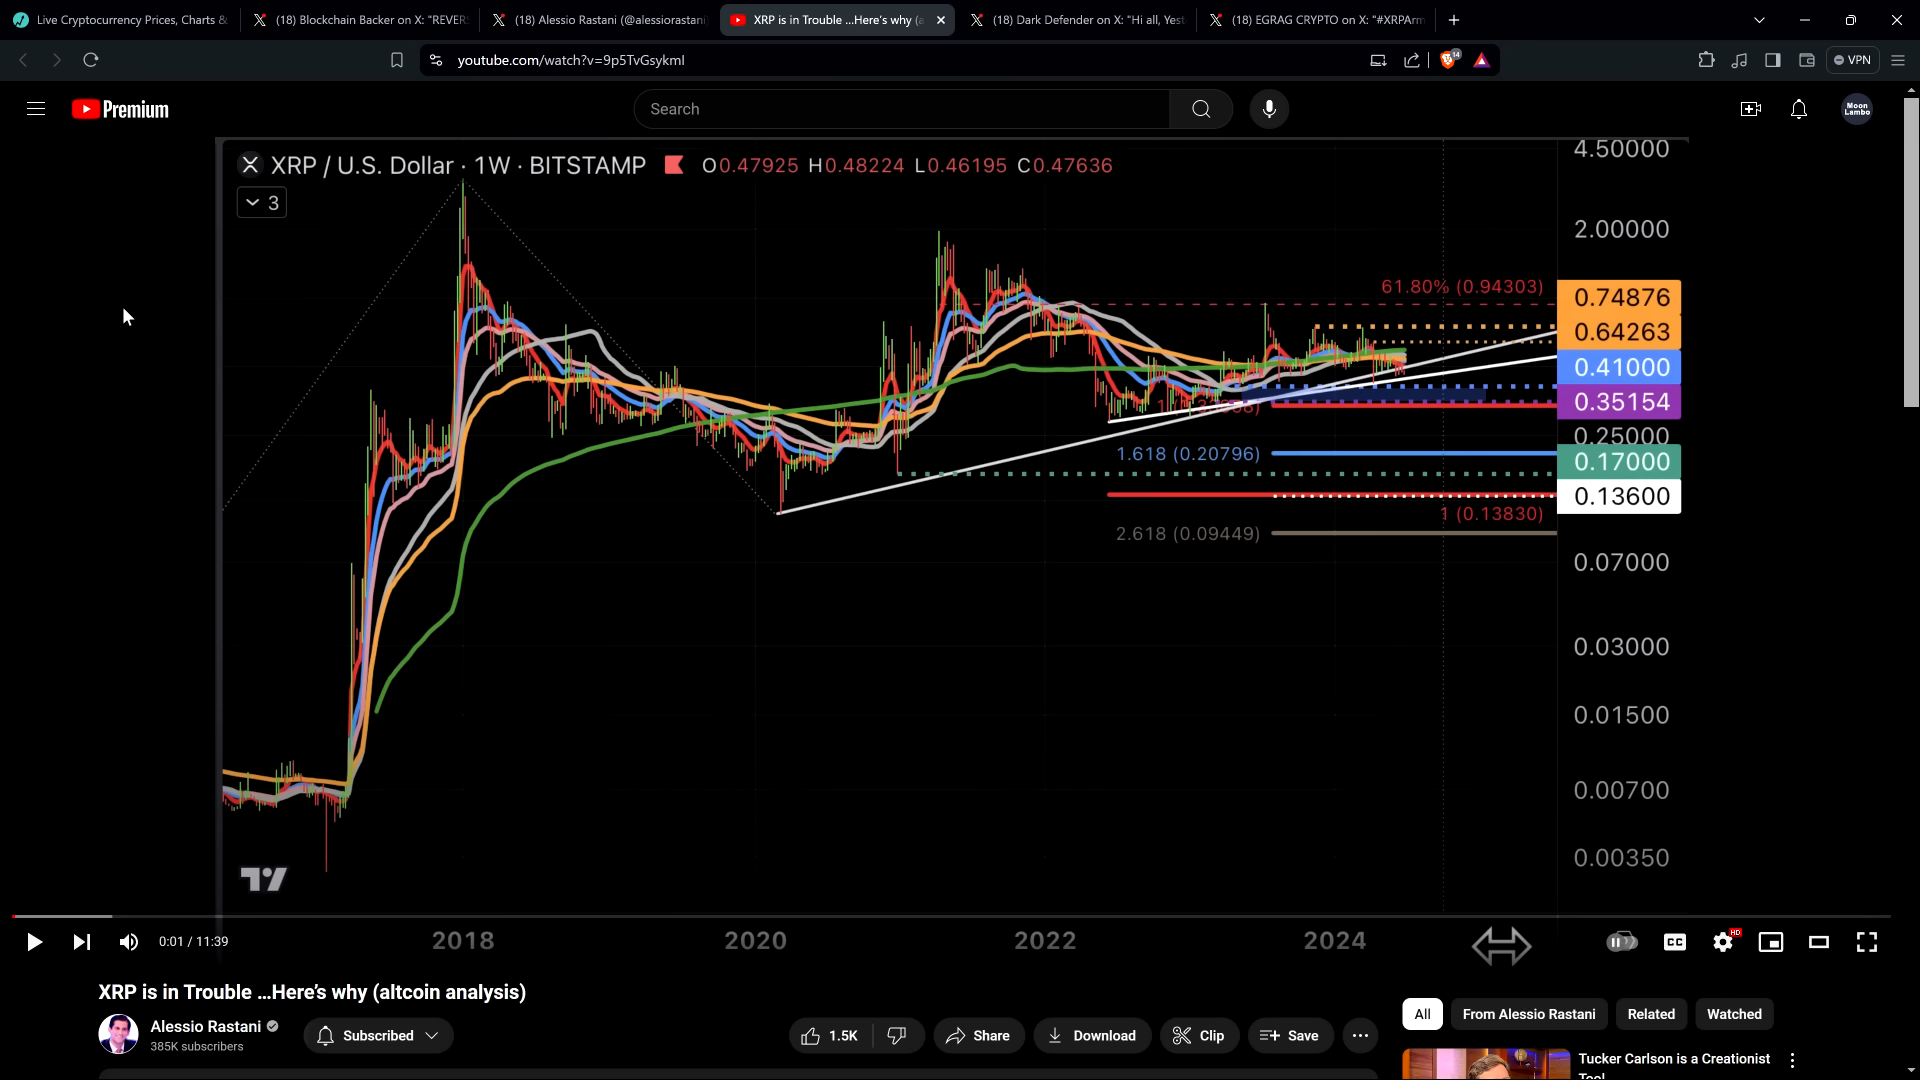 Live Cryptocurrency Prices, Charts &
(18) Blockchain Backer on X: "REVERS
(18) Alessio Rastani (@alessiorastani
XRP is in Trouble ...Here's why (a
(18) Dark Defender on X: "Hi all, Yest
(18) EGRAG CRYPTO on X: "#XRPArm
youtube.com/watch?v=9p5TvGsykmI
14
VPN
Premium
Search
Moon
Lambo
XRP / U.S. Dollar · 1W · BITSTAMP O0.47925 H0.48224 L0.46195 C0.47636
3
4.50000
2.00000
61.80% (0.94303)
0.74876
0.64263
0.41000
0.35154
0.25000
1.618 (0.20796)
0.17000
0.13600
1 (0.13830)
2.618 (0.09449)
0.07000
0.03000
0.01500
0.00700
0.00350
2018
2020
2022
2024
0:01 / 11:39
CC
HD
XRP is in Trouble ...Here's why (altcoin analysis)
Alessio Rastani
385K subscribers
Subscribed
1.5K
Share
Download
Clip
Save
All
From Alessio Rastani
Related
Watched
Tucker Carlson is a Creationist